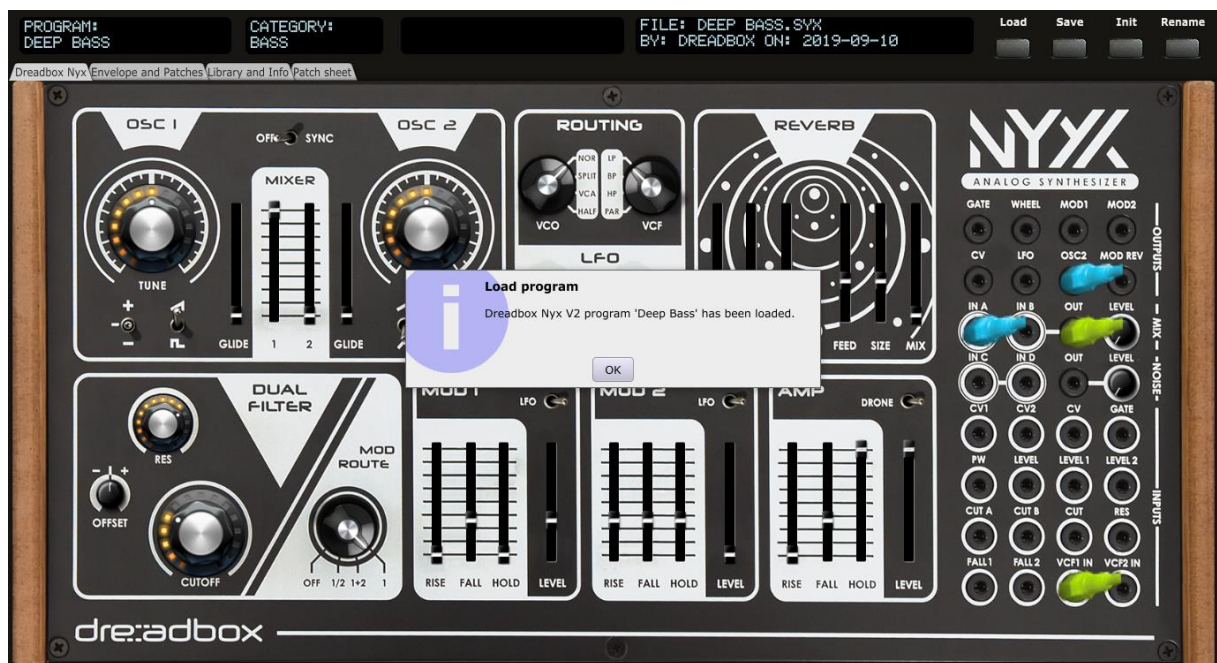 PROGRAM:
DEEP BASS
CATEGORY:
BASS
FILE: DEEP BASS.SYX
BY: DREADBOX ON: 2019-09-10
Load Save Init Rename
Dreadbox Nyx Envelope and Patches Library and Info Patch sheet
OSC 1
OFF SYNC
OSC 2
MIXER
TUNE
+
-
-
GLIDE 1 2 GLIDE
ROUTING
NOR LP
SPLIT BP
VCA HP
HALF PAR
VCO VCF
LFO
REVERB
FEED SIZE MIX
Load program
Dreadbox Nyx V2 program 'Deep Bass' has been loaded.
OK
DUAL
FILTER
RES
- +
OFFSET
CUTOFF
MOD
ROUTE
OFF 1/2 1+2 1
MOD 1
LFO
RISE FALL HOLD LEVEL
MOD 2
LFO
RISE FALL HOLD LEVEL
AMP
DRONE
RISE FALL HOLD LEVEL
NYX
ANALOG SYNTHESIZER
GATE WHEEL MOD1 MOD2
CV LFO OSC2 MOD REV
-OUTPUTS-
IN A IN B OUT LEVEL
- MIX -
IN C IN D OUT LEVEL
-NOISE-
CV1 CV2 CV GATE
PW LEVEL LEVEL 1 LEVEL 2
CUT A CUT B CUT RES
FALL 1 FALL 2 VCF1 IN VCF2 IN
INPUTS
dreadbox